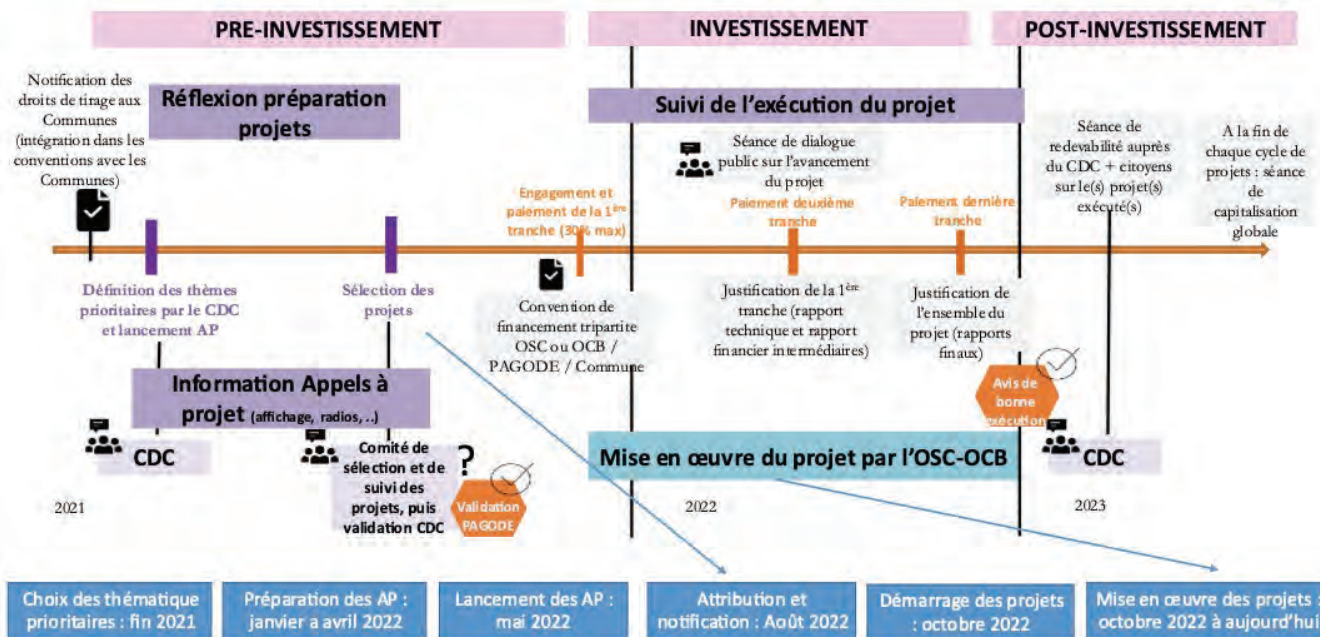 PRE-INVESTISSEMENT
INVESTISSEMENT
POST-INVESTISSEMENT
Notification des
droits de tirage aux
Communes
(intégration dans les
conventions avec les
Communes)
Réflexion préparation
projets
Suivi de l'exécution du projet
Séance de dialogue
public sur l'avancement
du projet
Séance de
redevabilité auprès
du CDC + citoyens
sur le(s) projet(s)
exécuté(s)
A la fin de
chaque cycle de
projets : séance
de
capitalisation
globale
Engagement et
paiement de la 1ère
tranche (30% max)
Paiement deuxième
tranche
Paiement dernière
tranche
Définition des thèmes
prioritaires par le CDC
et lancement AP
Sélection des
projets
Convention de
financement tripartite
OSC ou OCB /
PAGODE / Commune
Justification de la 1ère
tranche (rapport
technique et rapport
financier intermédiaires)
Justification de
l'ensemble du
projet (rapports
finaux)
Information Appels à
projet (affichage, radios, ..)
Avis de
bonne
exécution
CDC
Comité de
sélection et de
suivi des
projets, puis
validation CDC
?
Validation
PAGODE
Mise en œuvre du projet par l'OSC-OCB
CDC
2021
2022
2023
Choix des thématique
prioritaires : fin 2021
Préparation des AP :
janvier a avril 2022
Lancement des AP :
mai 2022
Attribution et
notification : Août 2022
Démarrage des projets
: octobre 2022
Mise en œuvre des projets :
octobre 2022 à aujourd'hui